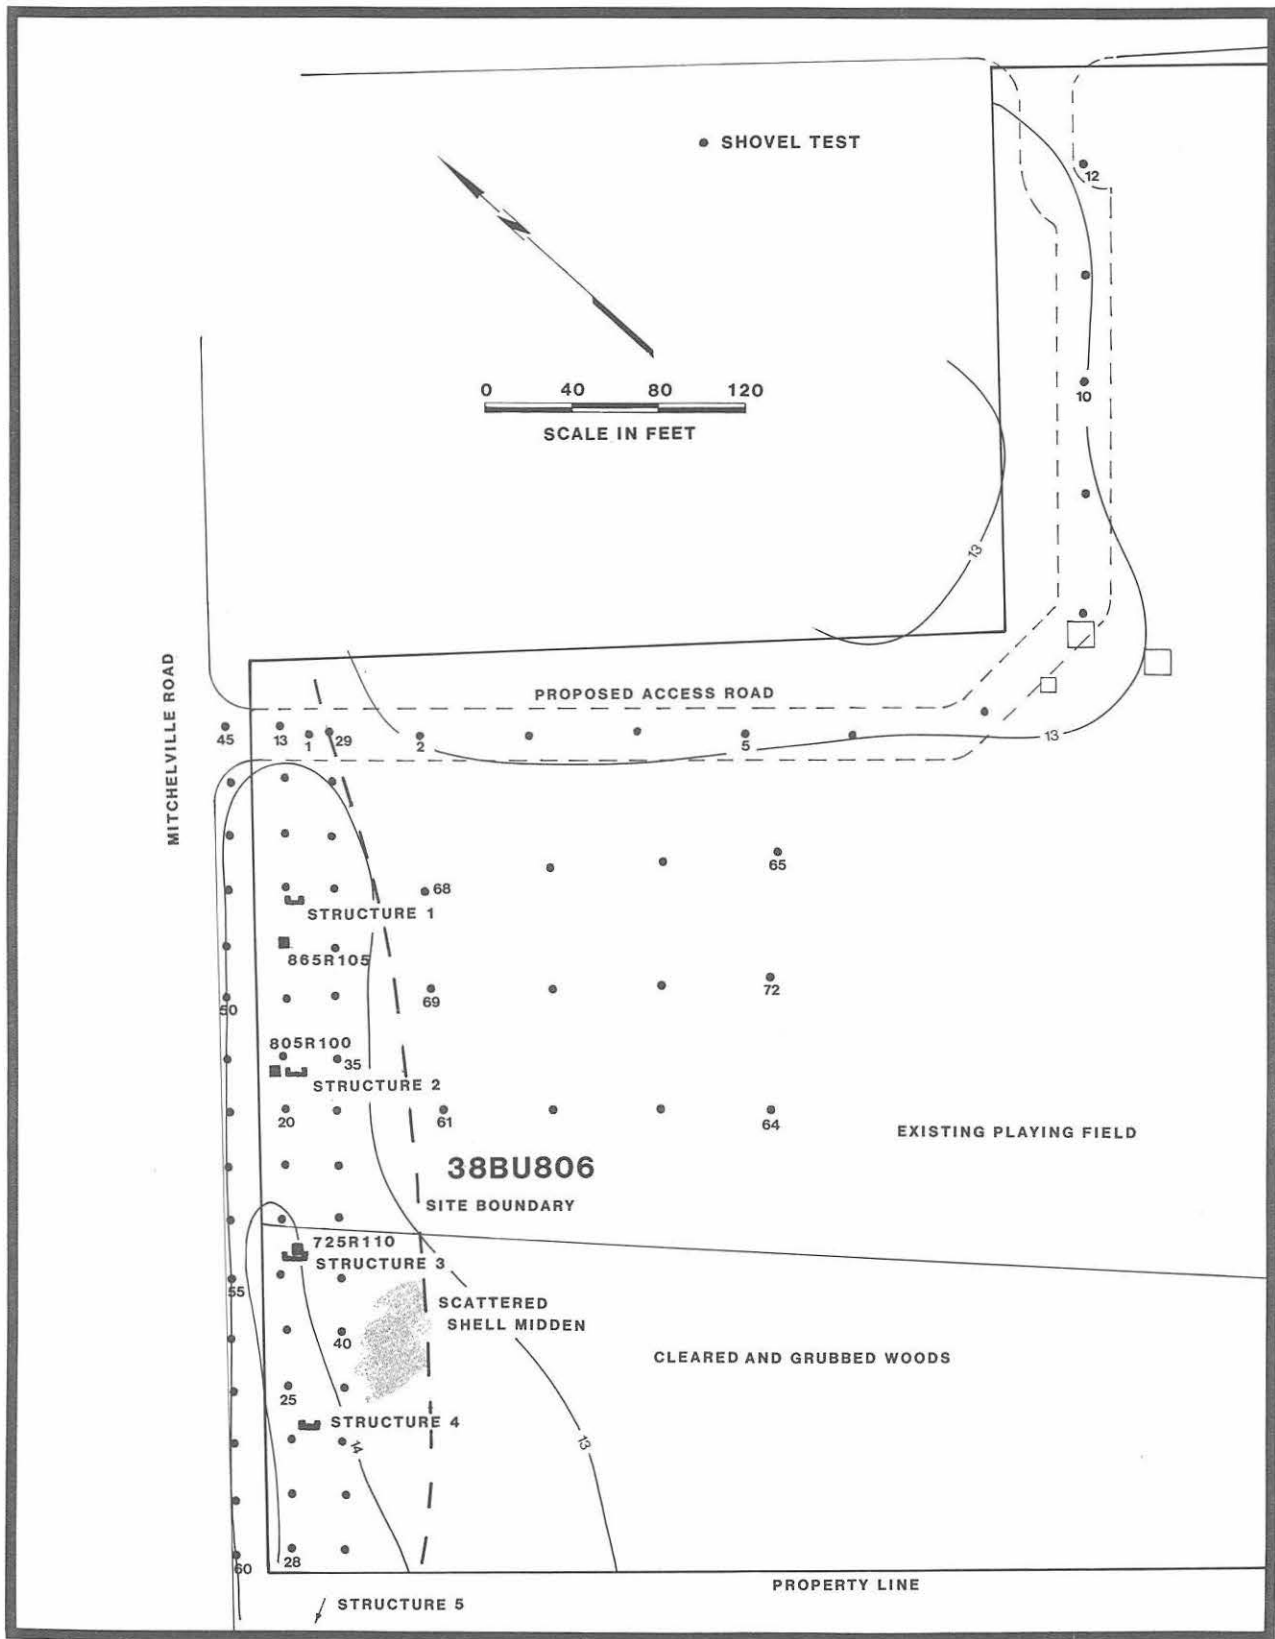 SHOVEL TEST
12
0 40 80 120
SCALE IN FEET
10
13
MITCHELVILLE ROAD
PROPOSED ACCESS ROAD
45
13
1
29
2
5
13
65
68
STRUCTURE 1
865R105
69
72
50
805R100
35
STRUCTURE 2
20
61
64
EXISTING PLAYING FIELD
38BU806
SITE BOUNDARY
725R110
STRUCTURE 3
55
SCATTERED
SHELL MIDDEN
40
CLEARED AND GRUBBED WOODS
25
STRUCTURE 4
14
13
60
28
PROPERTY LINE
STRUCTURE 5